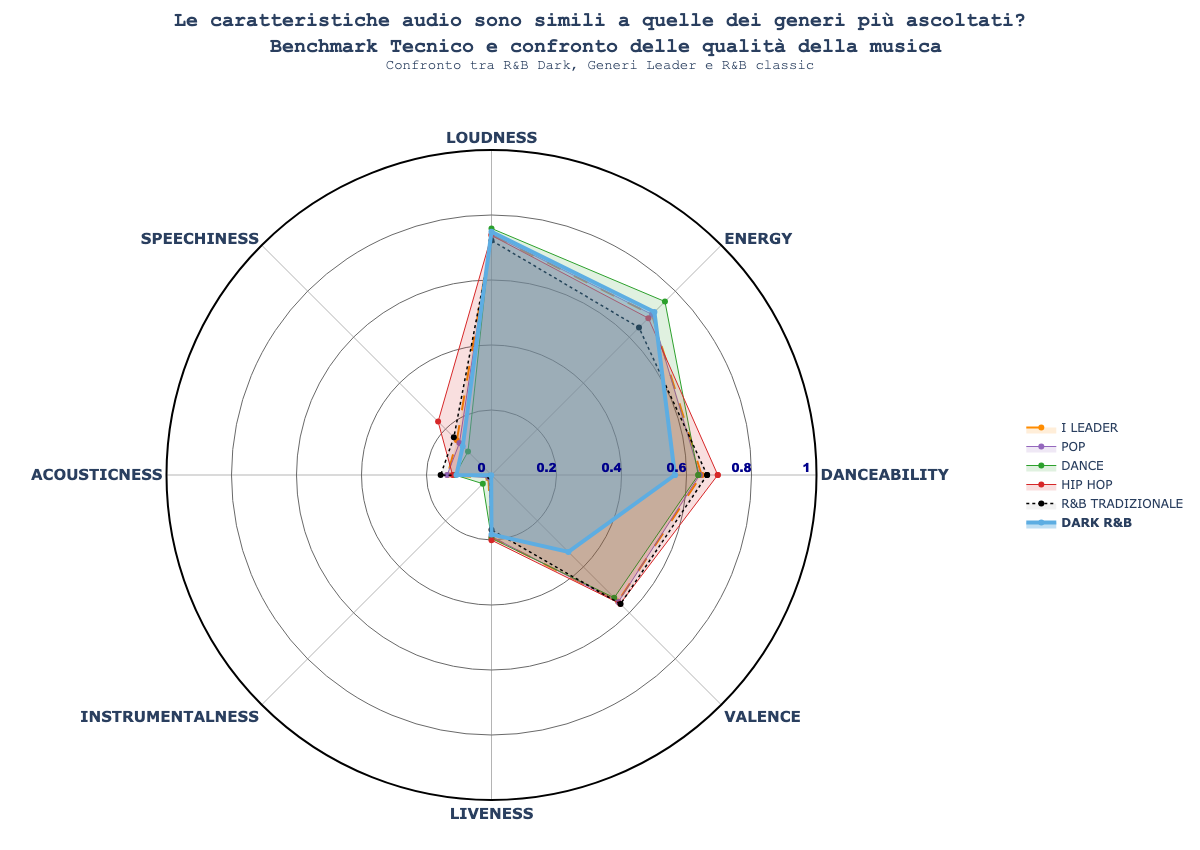 Le caratteristiche audio sono simili a quelle dei generi più ascoltati?
Benchmark Tecnico e confronto delle qualità della musica
Confronto tra R&B Dark, Generi Leader e R&B classic
LOUDNESS
SPEECHINESS
ENERGY
I LEADER
POP
DANCE
HIP HOP
R&B TRADIZIONALE
DARK R&B
ACOUSTICNESS
0 0.2 0.4 0.6 0.8 1
DANCEABILITY
INSTRUMENTALNESS
VALENCE
LIVENESS